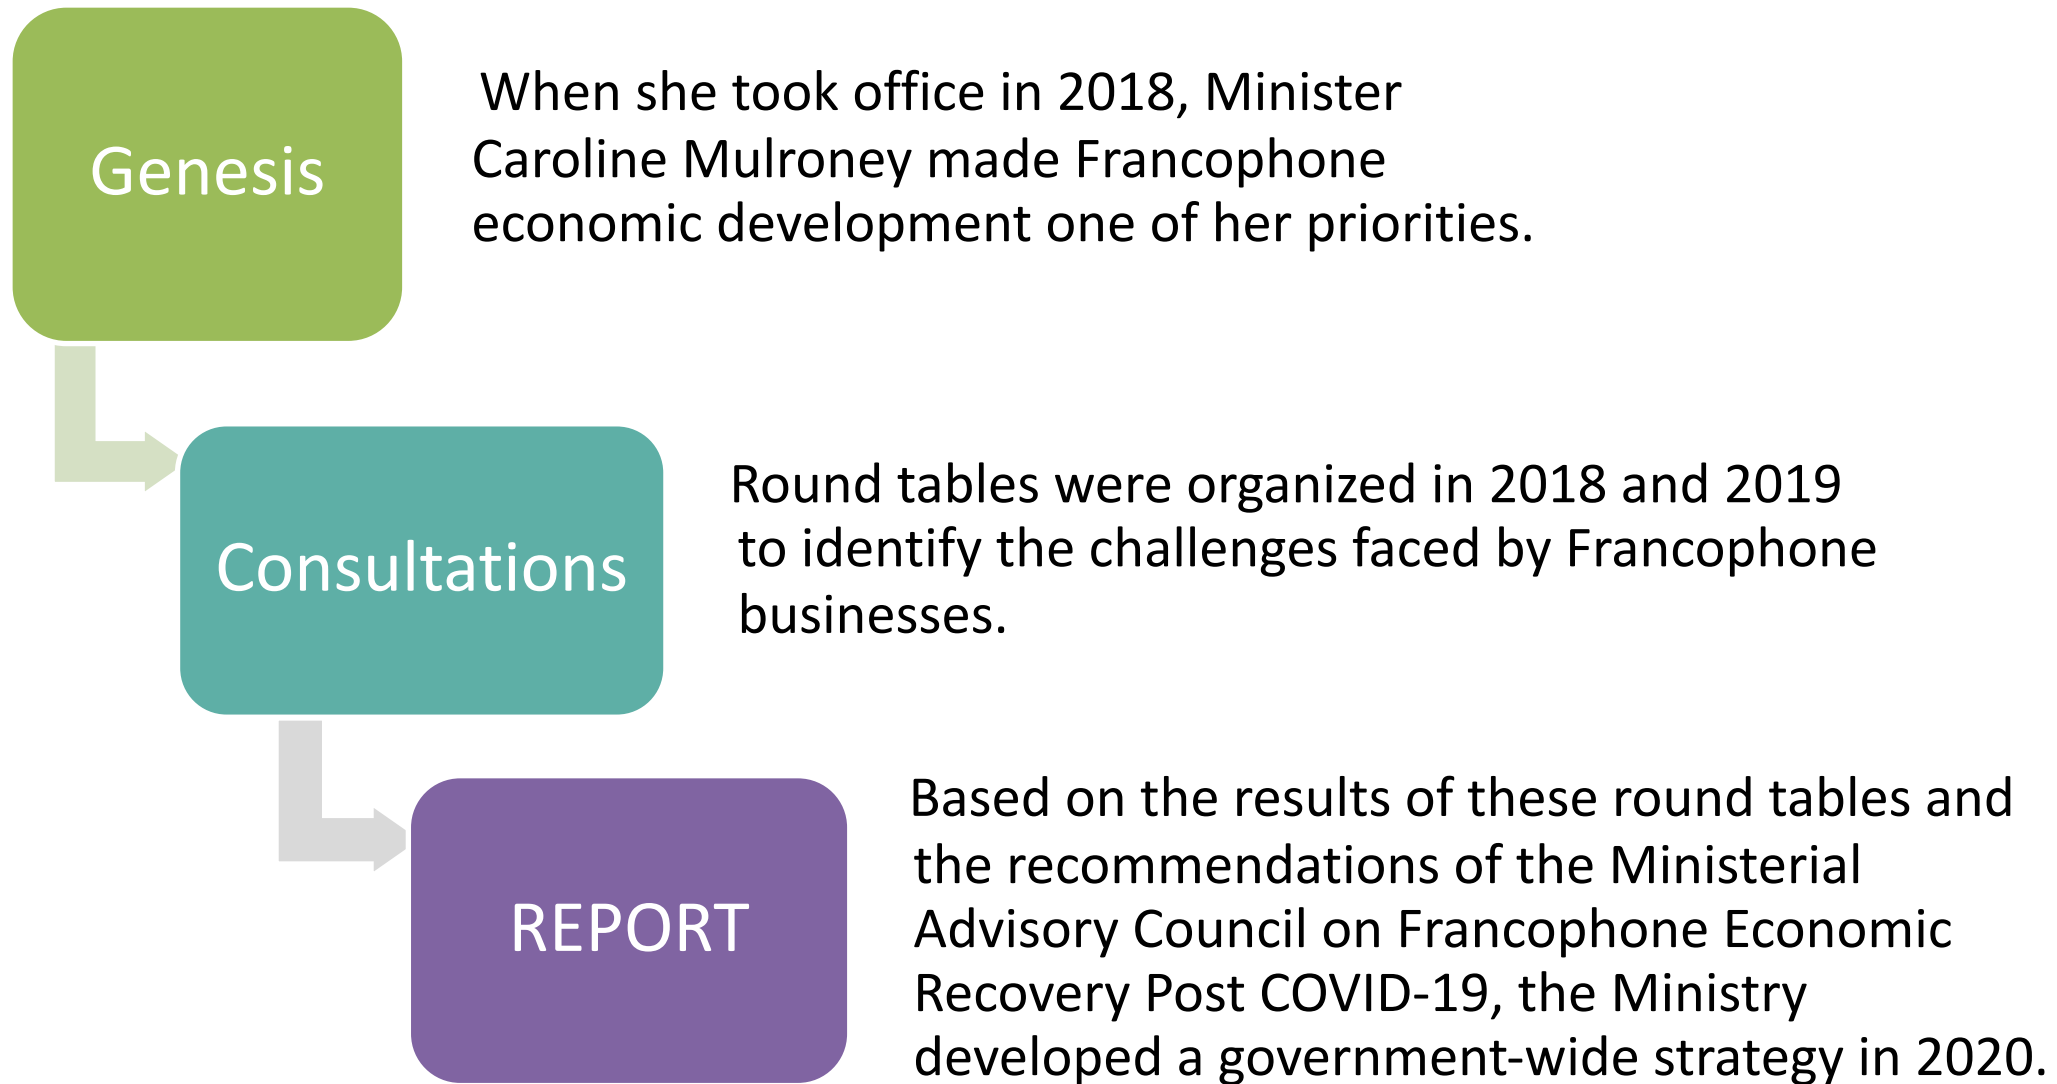 Genesis
When she took office in 2018, Minister
Caroline Mulroney made Francophone
economic development one of her priorities.
Consultations
Round tables were organized in 2018 and 2019
to identify the challenges faced by Francophone
businesses.
REPORT
Based on the results of these round tables and
the recommendations of the Ministerial
Advisory Council on Francophone Economic
Recovery Post COVID-19, the Ministry
developed a government-wide strategy in 2020.